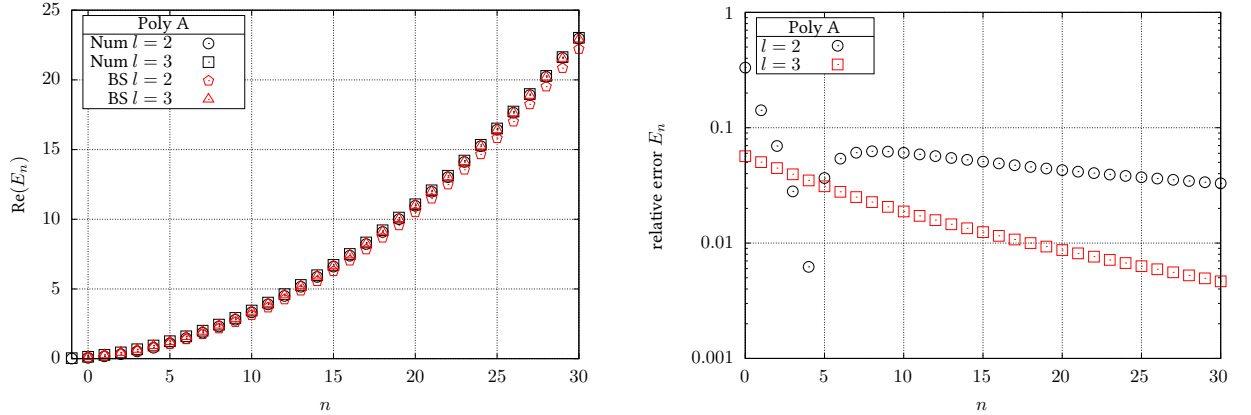 Poly A
Num l = 2
Num l = 3
BS l = 2
BS l = 3
25
20
15
10
5
0
Re(E_n)
0
5
10
15
20
25
30
n
Poly A
l = 2
l = 3
1
0.1
0.01
0.001
relative error E_n
0
5
10
15
20
25
30
n